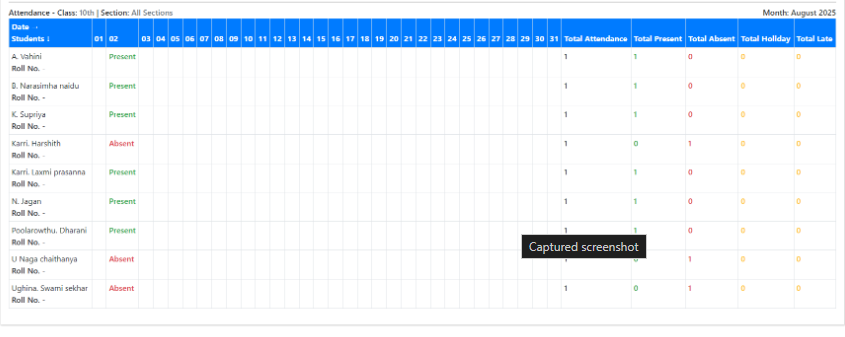 Attendance - Class: 10th | Section: All Sections Month: August 2025
Date →
Students ↓ 01 02 03 04 05 06 07 08 09 10 11 12 13 14 15 16 17 18 19 20 21 22 23 24 25 26 27 28 29 30 31 Total Attendance Total Present Total Absent Total Holiday Total Late
A. Vahini Present 1 1 0 0 0
Roll No. -
B. Narasimha naidu Present 1 1 0 0 0
Roll No. -
K. Supriya Present 1 1 0 0 0
Roll No. -
Karri. Harshith Absent 1 0 1 0 0
Roll No. -
Karri. Laxmi prasanna Present 1 1 0 0 0
Roll No. -
N. Jagan Present 1 1 0 0 0
Roll No. -
Poolarowthu. Dharani Present 1 1 0 0 0
Roll No. -
Captured screenshot
U Naga chaithanya Absent 1 0 0
Roll No. -
Ughina. Swami sekhar Absent 1 0 1 0 0
Roll No. -